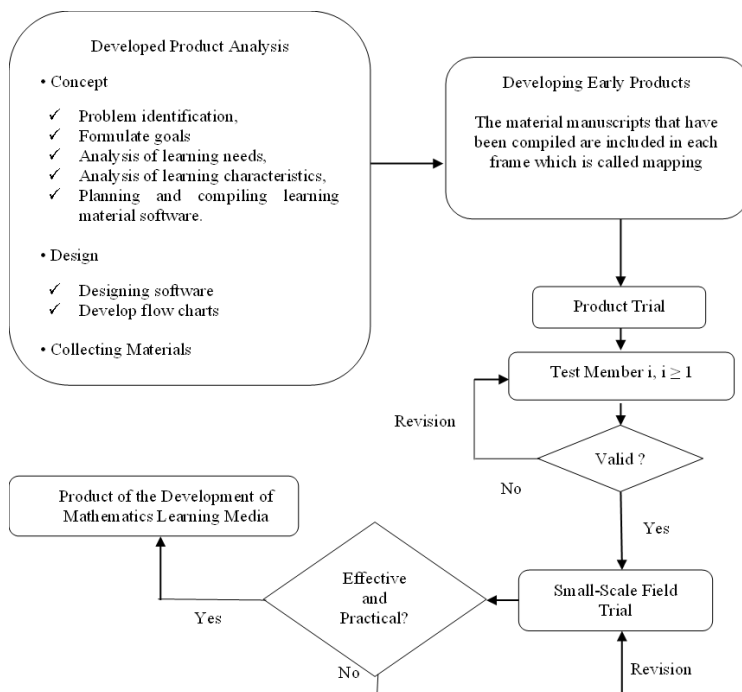 Developed Product Analysis
• Concept
✓ Problem identification,
✓ Formulate goals
✓ Analysis of learning needs,
✓ Analysis of learning characteristics,
✓ Planning and compiling learning
material software.
• Design
✓ Designing software
✓ Develop flow charts
• Collecting Materials
Developing Early Products
The material manuscripts that have
been compiled are included in each
frame which is called mapping
Product Trial
Test Member i, i ≥ 1
Revision
Valid ?
No
Yes
Small-Scale Field
Trial
Effective
and
Practical?
Yes
Product of the Development of
Mathematics Learning Media
No
Revision